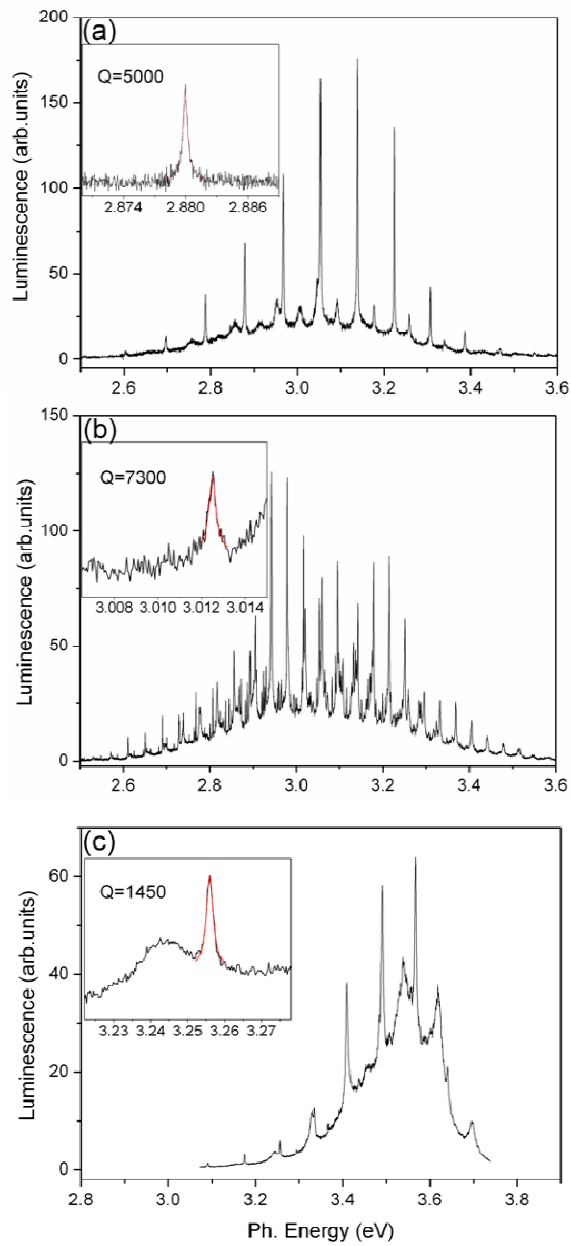 (a)
Q=5000
2.874 2.880 2.886
200
150
100
50
0
Luminescence (arb.units)
2.6 2.8 3.0 3.2 3.4 3.6
(b)
Q=7300
3.008 3.010 3.012 3.014
150
100
50
0
Luminescence (arb.units)
2.6 2.8 3.0 3.2 3.4 3.6
(c)
Q=1450
3.23 3.24 3.25 3.26 3.27
60
40
20
0
Luminescence (arb.units)
2.8 3.0 3.2 3.4 3.6 3.8
Ph. Energy (eV)